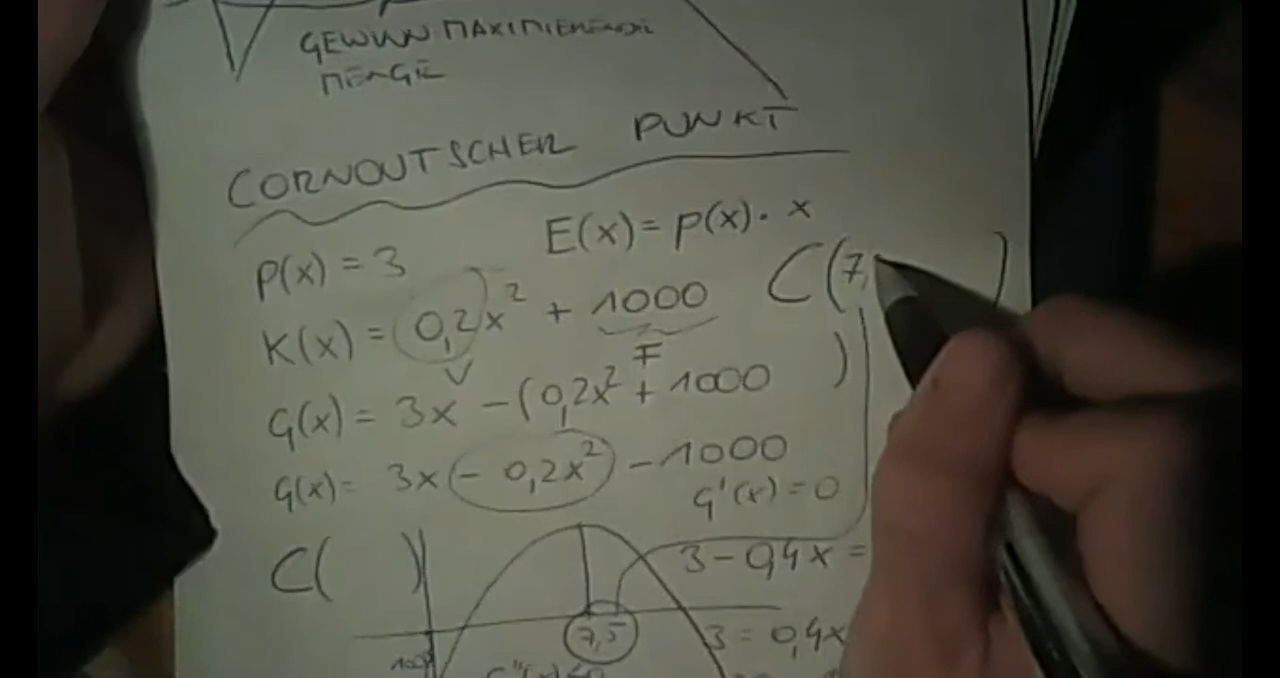 GEWINN MAXIMIERENDE
MENGE
CORNOUTSCHER PUNKT
E(x) = p(x) · x
p(x) = 3
C(7, )
K(x) = 0,2x² + 1000
V F
G(x) = 3x - (0,2x² + 1000 )
G(x) = 3x - 0,2x² - 1000
G'(x) = 0
C( )
3 - 0,4x =
7,5
3 = 0,4x